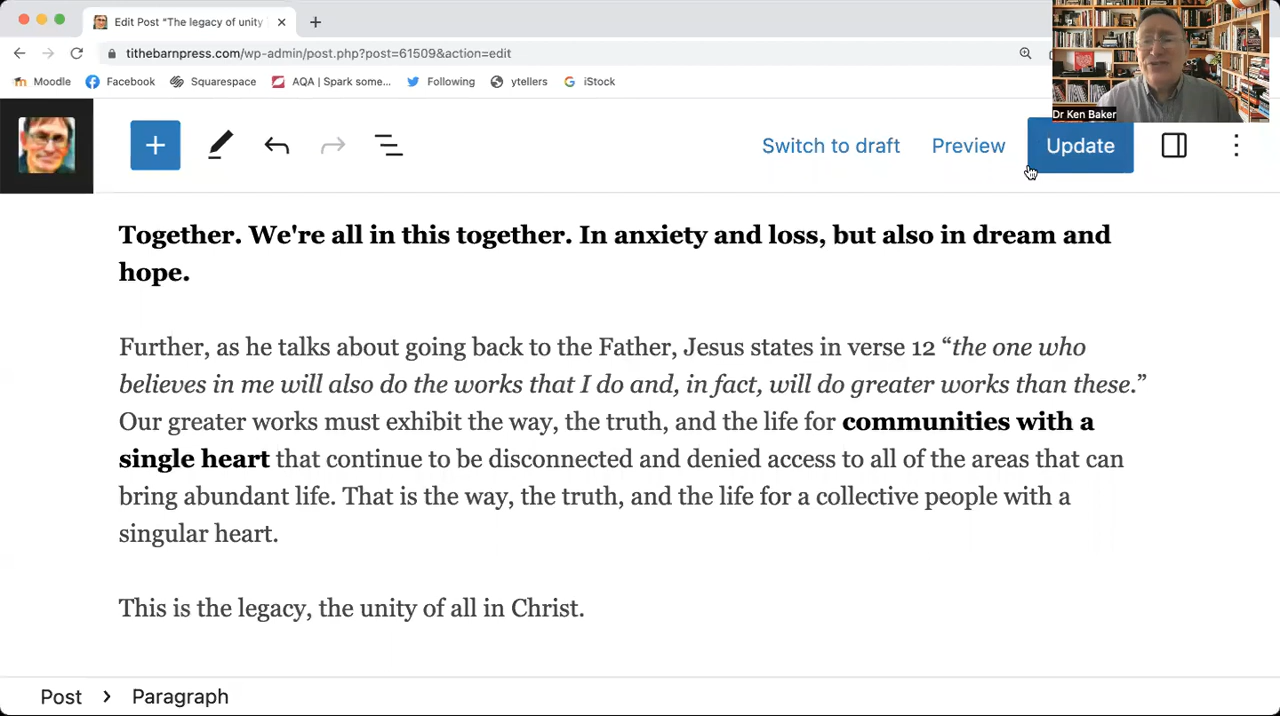 Edit Post “The legacy of unity
tithebarnpress.com/wp-admin/post.php?post=61509&action=edit
Moodle Facebook Squarespace AQA | Spark some... Following ytellers iStock
Dr Ken Baker
Switch to draft Preview Update
Together. We're all in this together. In anxiety and loss, but also in dream and
hope.
Further, as he talks about going back to the Father, Jesus states in verse 12 “the one who
believes in me will also do the works that I do and, in fact, will do greater works than these.”
Our greater works must exhibit the way, the truth, and the life for communities with a
single heart that continue to be disconnected and denied access to all of the areas that can
bring abundant life. That is the way, the truth, and the life for a collective people with a
singular heart.
This is the legacy, the unity of all in Christ.
Post > Paragraph